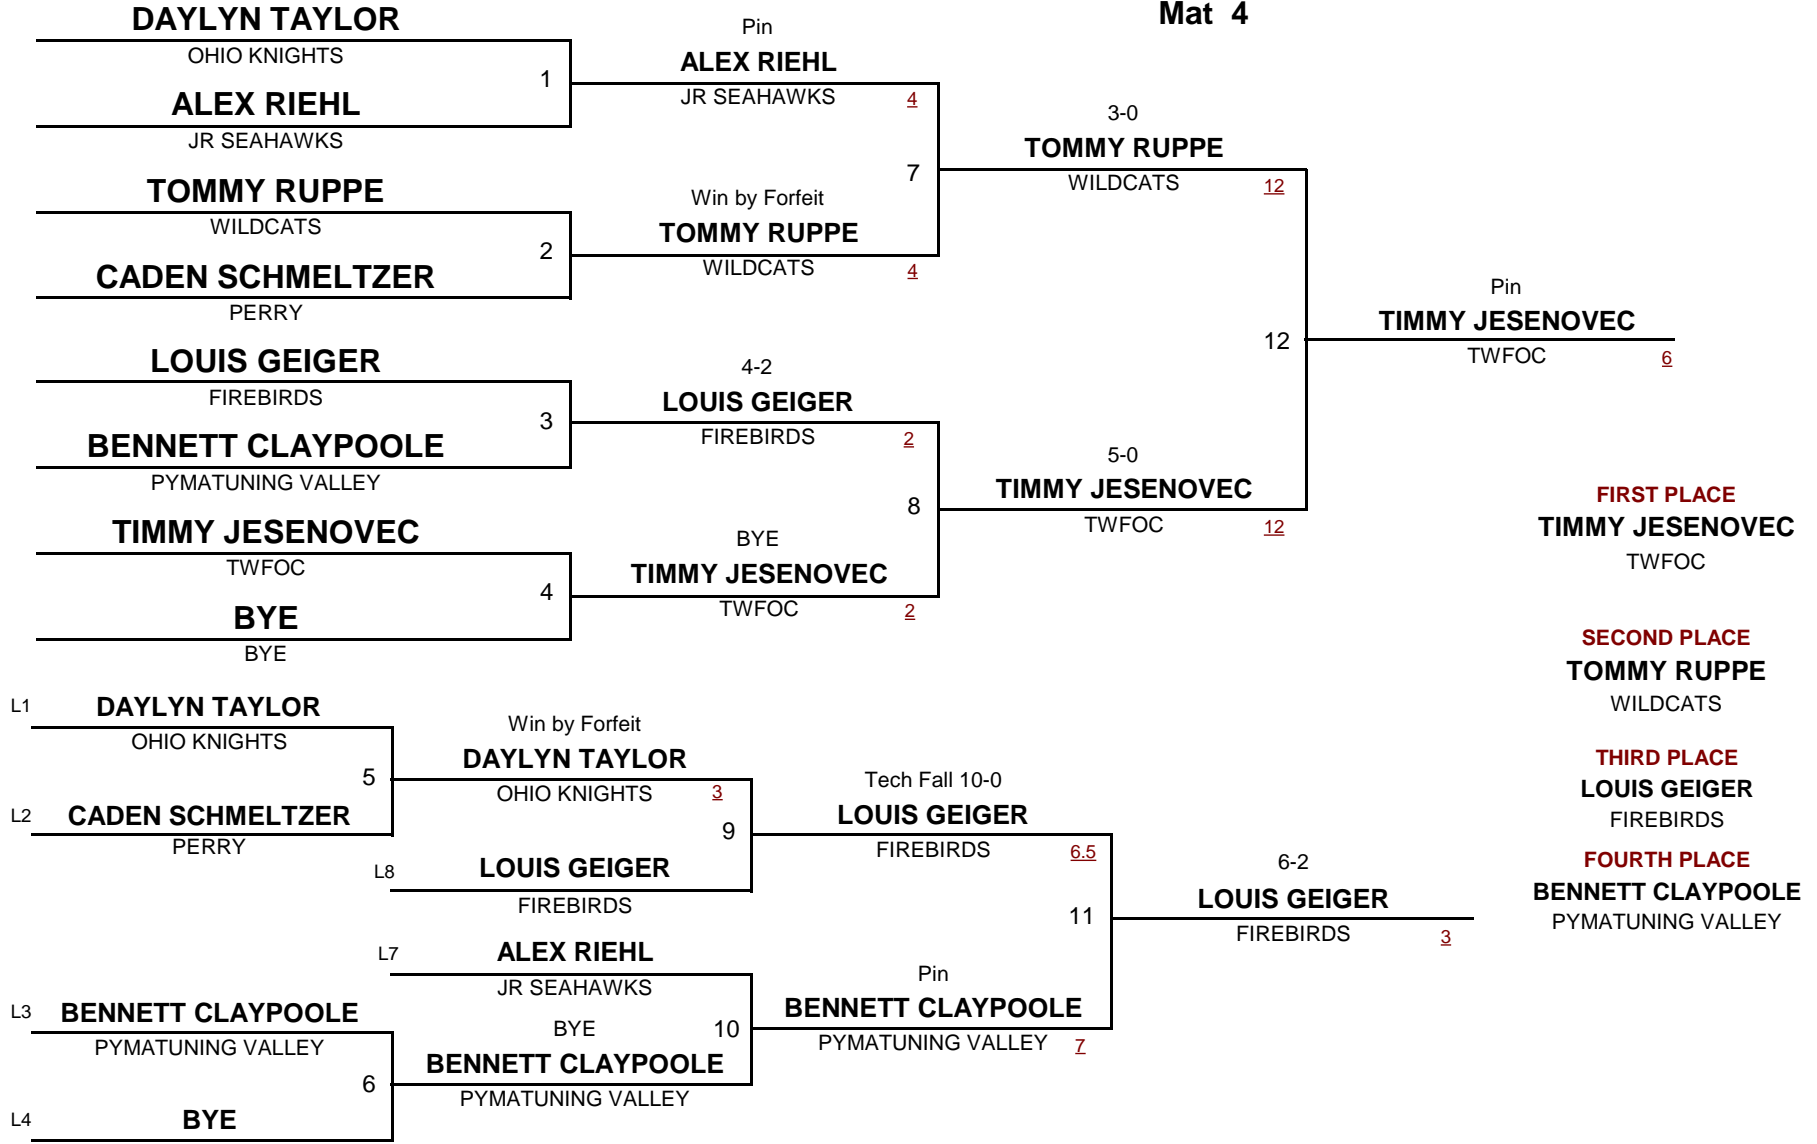 Mat 4
DAYLYN TAYLOR
OHIO KNIGHTS
1
ALEX RIEHL
JR SEAHAWKS
Pin
ALEX RIEHL
JR SEAHAWKS
4
TOMMY RUPPE
WILDCATS
2
CADEN SCHMELTZER
PERRY
Win by Forfeit
TOMMY RUPPE
WILDCATS
4
7
3-0
TOMMY RUPPE
WILDCATS
12
LOUIS GEIGER
FIREBIRDS
3
BENNETT CLAYPOOLE
PYMATUNING VALLEY
4-2
LOUIS GEIGER
FIREBIRDS
2
TIMMY JESENOVEC
TWFOC
4
BYE
BYE
BYE
TIMMY JESENOVEC
TWFOC
2
8
5-0
TIMMY JESENOVEC
TWFOC
12
12
Pin
TIMMY JESENOVEC
TWFOC
6
FIRST PLACE
TIMMY JESENOVEC
TWFOC
SECOND PLACE
TOMMY RUPPE
WILDCATS
THIRD PLACE
LOUIS GEIGER
FIREBIRDS
FOURTH PLACE
BENNETT CLAYPOOLE
PYMATUNING VALLEY
L1
DAYLYN TAYLOR
OHIO KNIGHTS
5
L2
CADEN SCHMELTZER
PERRY
Win by Forfeit
DAYLYN TAYLOR
OHIO KNIGHTS
3
9
L8
LOUIS GEIGER
FIREBIRDS
Tech Fall 10-0
LOUIS GEIGER
FIREBIRDS
6.5
L7
ALEX RIEHL
JR SEAHAWKS
L3
BENNETT CLAYPOOLE
PYMATUNING VALLEY
6
L4
BYE
BYE
10
BENNETT CLAYPOOLE
PYMATUNING VALLEY
Pin
BENNETT CLAYPOOLE
PYMATUNING VALLEY
7
11
6-2
LOUIS GEIGER
FIREBIRDS
3